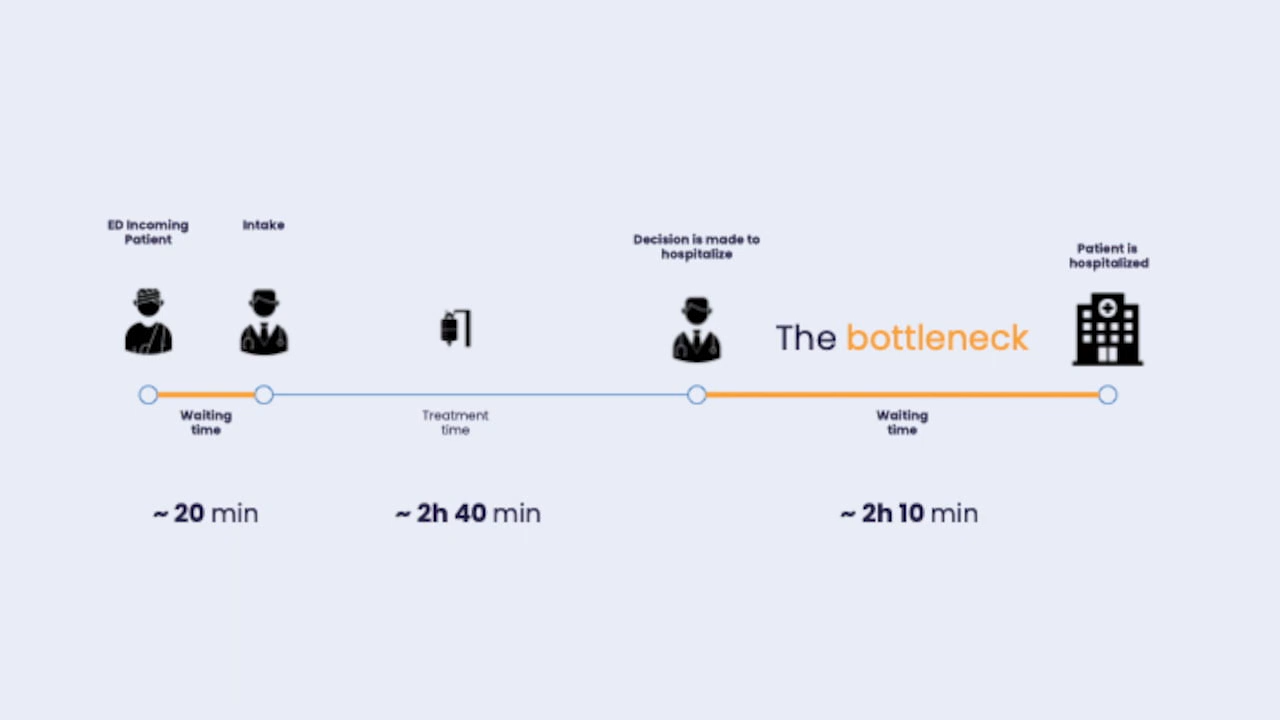 ED Incoming
Patient
Intake
Decision is made to
hospitalize
Patient is
hospitalized
The bottleneck
Waiting
time
Treatment
time
Waiting
time
~ 20 min
~ 2h 40 min
~ 2h 10 min